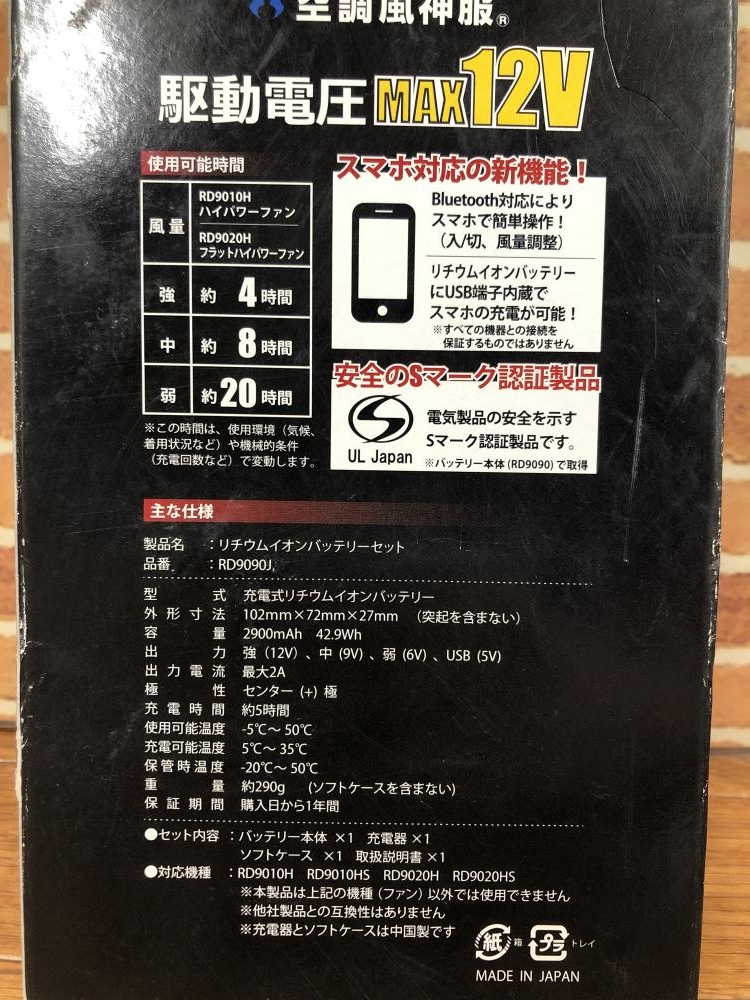 空調風神服®
駆動電圧MAX12V
使用可能時間
風量
RD9010H
ハイパワーファン
RD9020H
フラットハイパワーファン
強 約4時間
中 約8時間
弱 約20時間
※この時間は、使用環境（気候、
着用状況など）や機械的条件
（充電回数など）で変動します。
スマホ対応の新機能！
Bluetooth対応により
スマホで簡単操作！
（入/切、風量調整）
リチウムイオンバッテリー
にUSB端子内蔵で
スマホの充電が可能！
※すべての機器との接続を
保証するものではありません
安全のSマーク認証製品
UL Japan
電気製品の安全を示す
Sマーク認証製品です。
※バッテリー本体（RD9090）で取得
主な仕様
製品名 ：リチウムイオンバッテリーセット
品番 ：RD9090J
型式 充電式リチウムイオンバッテリー
外形寸法 102mm×72mm×27mm （突起を含まない）
容量 2900mAh 42.9Wh
出力 強（12V）、中（9V）、弱（6V）、USB（5V）
出力電流 最大2A
極性 センター（+）極
充電時間 約5時間
使用可能温度 -5℃～50℃
充電可能温度 5℃～35℃
保管時温度 -20℃～50℃
重量 約290g （ソフトケースを含まない）
保証期間 購入日から1年間
●セット内容 ：バッテリー本体 ×1 充電器 ×1
ソフトケース ×1 取扱説明書 ×1
●対応機種 ：RD9010H RD9010HS RD9020H RD9020HS
※本製品は上記の機種（ファン）以外では使用できません
※他社製品との互換性はありません
※充電器とソフトケースは中国製です
紙 箱 プラ トレイ
MADE IN JAPAN